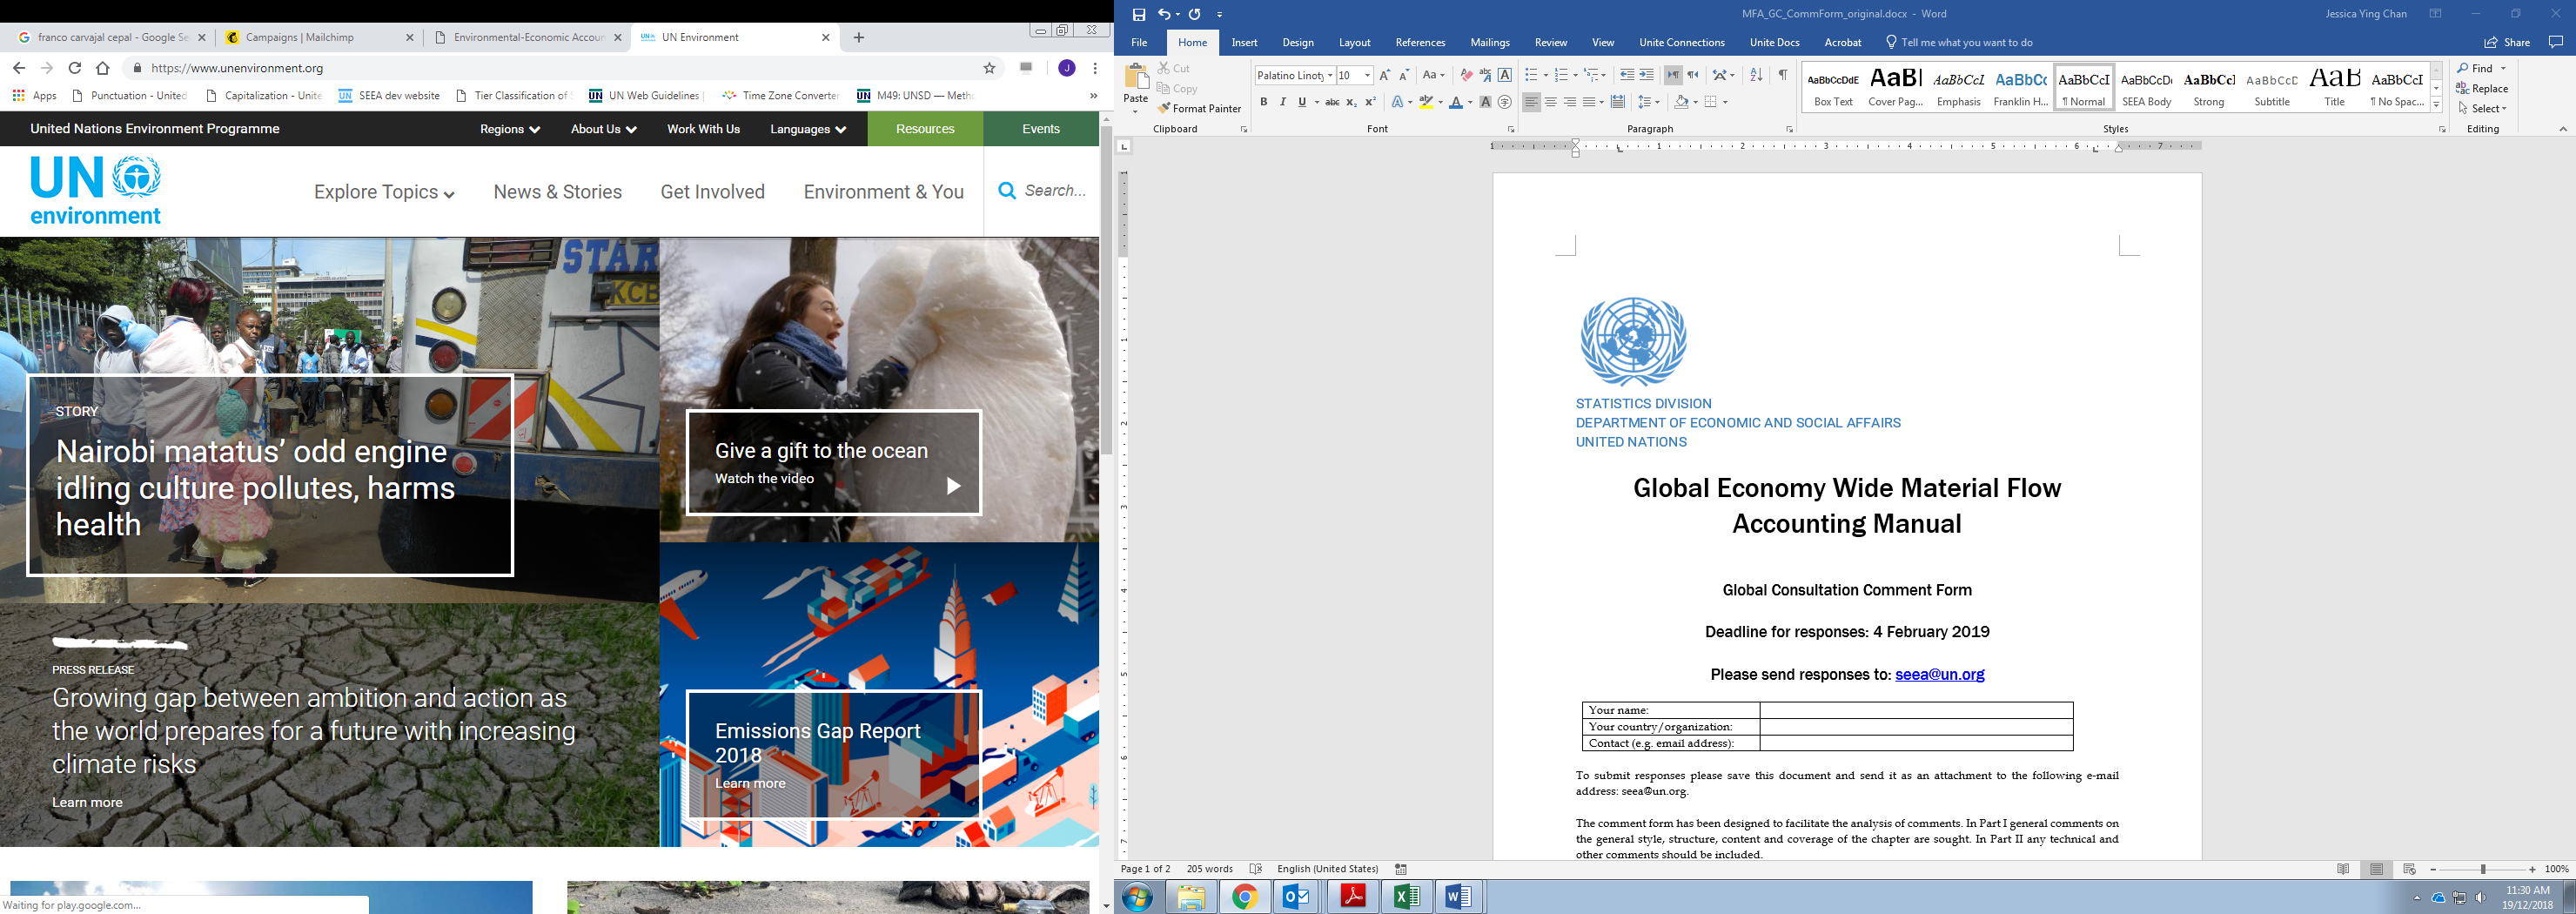 franco carvajal cepal - Google Se
Campaigns | Mailchimp
Environmental-Economic Accoun
UN Environment
https://www.unenvironment.org
Apps
Punctuation - United
Capitalization - Unite
SEEA dev website
Tier Classification of
UN Web Guidelines |
Time Zone Converter
M49: UNSD — Meth
United Nations Environment Programme
Regions
About Us
Work With Us
Languages
Resources
Events
UN
environment
Explore Topics
News & Stories
Get Involved
Environment & You
Search...
STAR
KCB
STORY
Nairobi matatus’ odd engine
idling culture pollutes, harms
health
Give a gift to the ocean
Watch the video
PRESS RELEASE
Growing gap between ambition and action as
the world prepares for a future with increasing
climate risks
Learn more
Emissions Gap Report
2018
Learn more
Waiting for play.google.com...
MFA_GC_CommForm_original.docx - Word
Jessica Ying Chan
File
Home
Insert
Design
Layout
References
Mailings
Review
View
Unite Connections
Unite Docs
Acrobat
Tell me what you want to do
Share
Paste
Cut
Copy
Format Painter
Clipboard
Palatino Linoty
10
Font
Paragraph
AaBbCcDdE
Box Text
AaBl
Cover Pag...
AaBbCcL
Emphasis
AaBbCc
Franklin H...
AaBbCcI
¶ Normal
AaBbCcDc
SEEA Body
AaBbCcI
Strong
AaBbCcD
Subtitle
AaB
Title
AaBbCcI
¶ No Spac...
Styles
Find
Replace
Select
Editing
STATISTICS DIVISION
DEPARTMENT OF ECONOMIC AND SOCIAL AFFAIRS
UNITED NATIONS
Global Economy Wide Material Flow
Accounting Manual
Global Consultation Comment Form
Deadline for responses: 4 February 2019
Please send responses to: seea@un.org
Your name:
Your country/organization:
Contact (e.g. email address):
To submit responses please save this document and send it as an attachment to the following e-mail
address: seea@un.org.
The comment form has been designed to facilitate the analysis of comments. In Part I general comments on
the general style, structure, content and coverage of the chapter are sought. In Part II any technical and
other comments should be included.
Page 1 of 2
205 words
English (United States)
100%
11:30 AM
19/12/2018